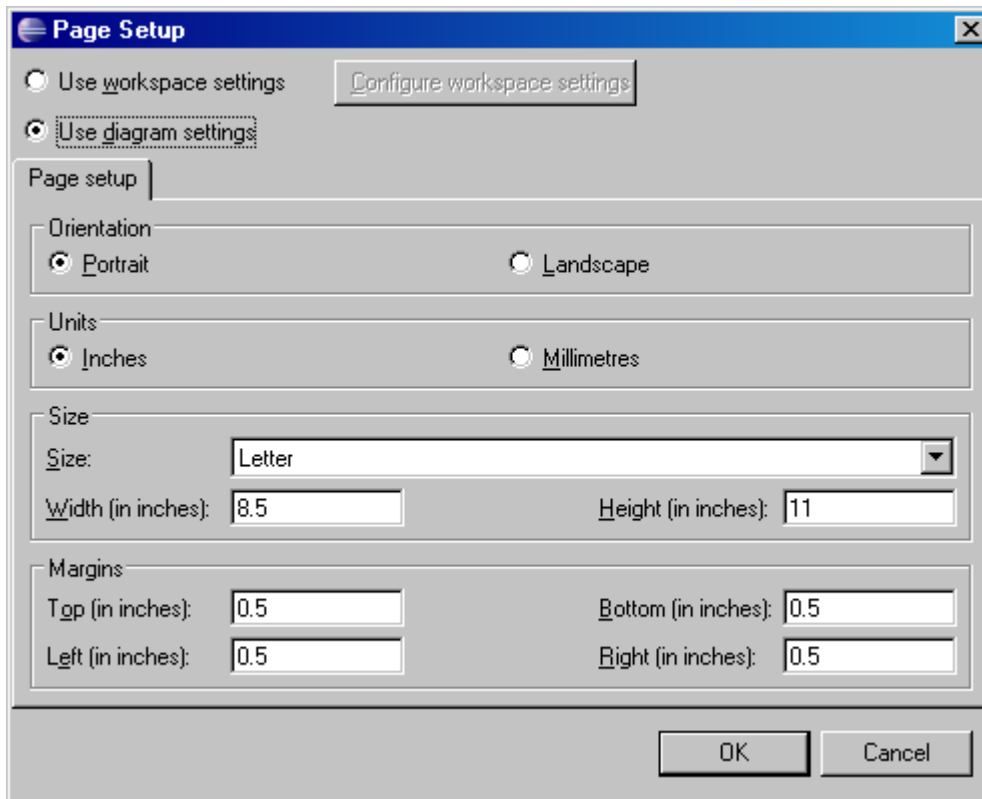 Page Setup
Use workspace settings Configure workspace settings
Use diagram settings
Page setup
Orientation
Portrait Landscape
Units
Inches Millimetres
Size
Size: Letter
Width (in inches): 8.5 Height (in inches): 11
Margins
Top (in inches): 0.5 Bottom (in inches): 0.5
Left (in inches): 0.5 Right (in inches): 0.5
OK Cancel